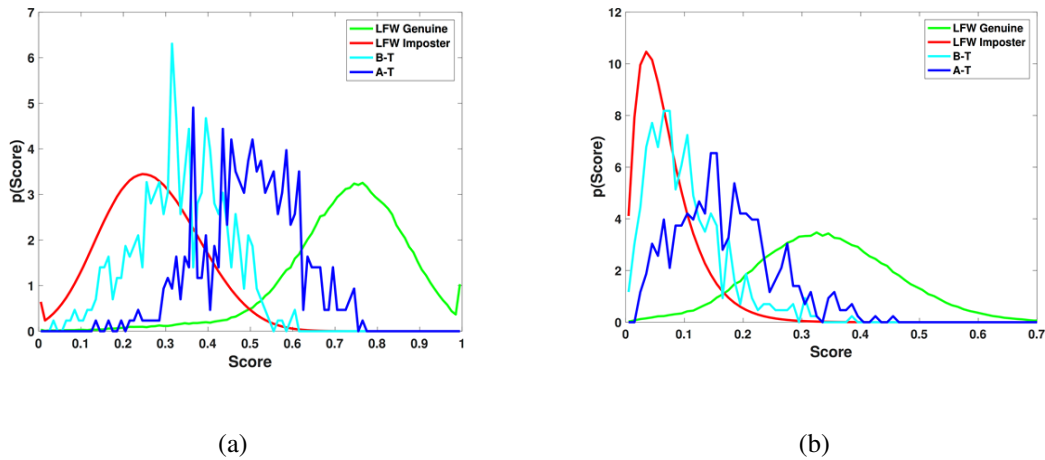 7
6
5
4
3
2
1
0
p(Score)
0 0.1 0.2 0.3 0.4 0.5 0.6 0.7 0.8 0.9 1
Score
LFW Genuine
LFW Imposter
B-T
A-T
(a)
12
10
8
6
4
2
0
p(Score)
0 0.1 0.2 0.3 0.4 0.5 0.6 0.7
Score
LFW Genuine
LFW Imposter
B-T
A-T
(b)